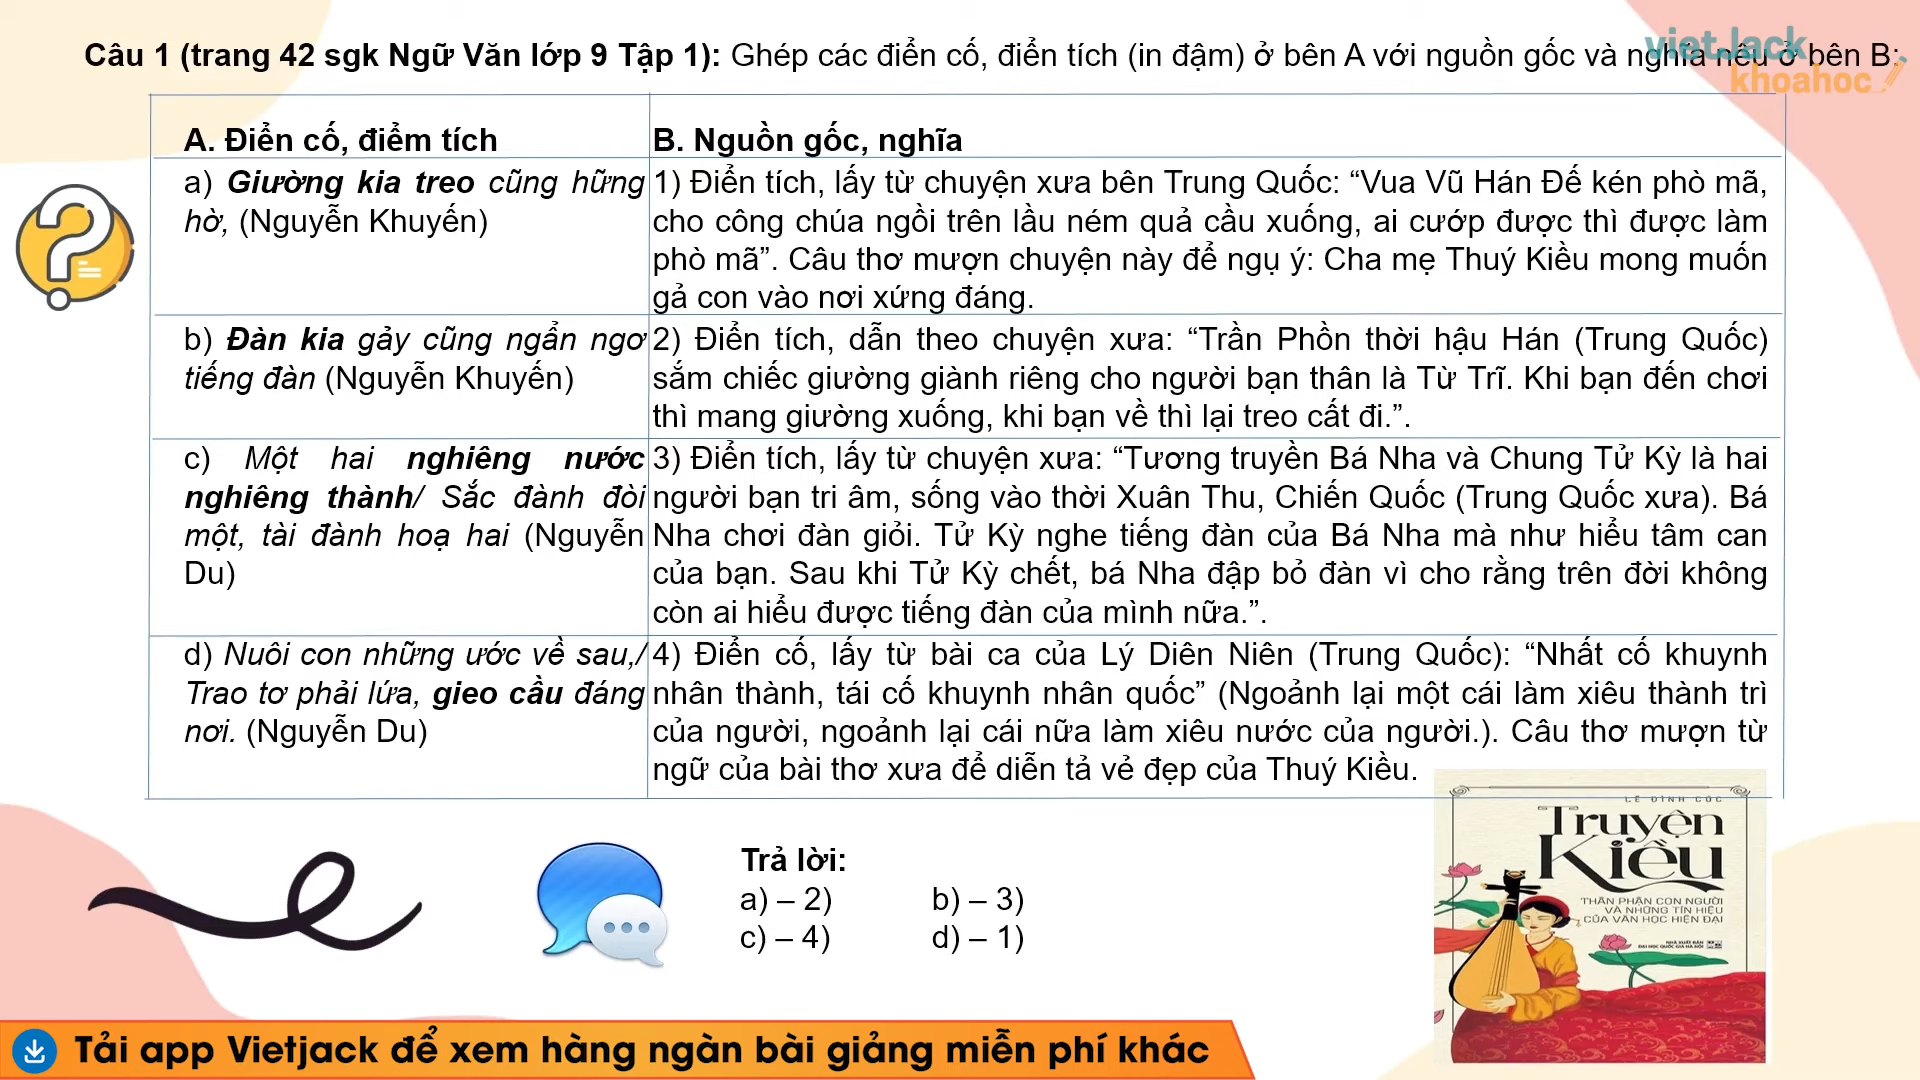 Câu 1 (trang 42 sgk Ngữ Văn lớp 9 Tập 1): Ghép các điển cố, điển tích (in đậm) ở bên A với nguồn gốc và nghĩa nêu ở bên B:
vietJack
khoahoc
A. Điển cố, điểm tích
B. Nguồn gốc, nghĩa
a) Giường kia treo cũng hững
hờ, (Nguyễn Khuyến)
1) Điển tích, lấy từ chuyện xưa bên Trung Quốc: “Vua Vũ Hán Đế kén phò mã,
cho công chúa ngồi trên lầu ném quả cầu xuống, ai cướp được thì được làm
phò mã”. Câu thơ mượn chuyện này để ngụ ý: Cha mẹ Thuý Kiều mong muốn
gả con vào nơi xứng đáng.
b) Đàn kia gảy cũng ngẩn ngơ
tiếng đàn (Nguyễn Khuyến)
2) Điển tích, dẫn theo chuyện xưa: “Trần Phồn thời hậu Hán (Trung Quốc)
sắm chiếc giường giành riêng cho người bạn thân là Từ Trĩ. Khi bạn đến chơi
thì mang giường xuống, khi bạn về thì lại treo cất đi.”.
c) Một hai nghiêng nước
nghiêng thành/ Sắc đành đòi
một, tài đành hoạ hai (Nguyễn
Du)
3) Điển tích, lấy từ chuyện xưa: “Tương truyền Bá Nha và Chung Tử Kỳ là hai
người bạn tri âm, sống vào thời Xuân Thu, Chiến Quốc (Trung Quốc xưa). Bá
Nha chơi đàn giỏi. Tử Kỳ nghe tiếng đàn của Bá Nha mà như hiểu tâm can
của bạn. Sau khi Tử Kỳ chết, bá Nha đập bỏ đàn vì cho rằng trên đời không
còn ai hiểu được tiếng đàn của mình nữa.”.
d) Nuôi con những ước về sau,/
Trao tơ phải lứa, gieo cầu đáng
nơi. (Nguyễn Du)
4) Điển cố, lấy từ bài ca của Lý Diên Niên (Trung Quốc): “Nhất cố khuynh
nhân thành, tái cố khuynh nhân quốc” (Ngoảnh lại một cái làm xiêu thành trì
của người, ngoảnh lại cái nữa làm xiêu nước của người.). Câu thơ mượn từ
ngữ của bài thơ xưa để diễn tả vẻ đẹp của Thuý Kiều.
Trả lời:
a) – 2) b) – 3)
c) – 4) d) – 1)
LÊ ĐÌNH CÚC
Truyện
Kiều
THÂN PHẬN CON NGƯỜI
VÀ NHỮNG TÍN HIỆU
CỦA VĂN HỌC HIỆN ĐẠI
NHÀ XUẤT BẢN
ĐẠI HỌC QUỐC GIA HÀ NỘI
Tải app Vietjack để xem hàng ngàn bài giảng miễn phí khác